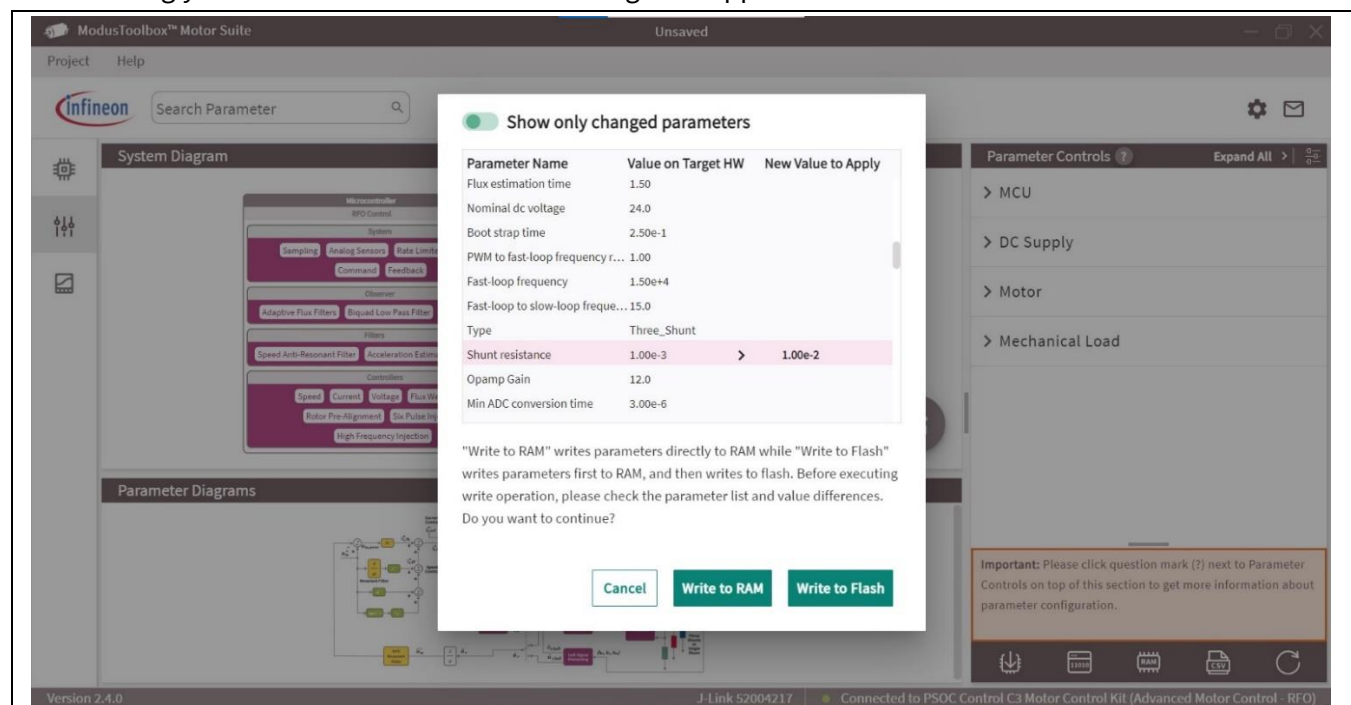 ModusToolbox™ Motor Suite
Unsaved
Project Help
infineon
Search Parameter
System Diagram
Microcontroller
RFO Control
System
Sampling Analog Sensors
Command Feedback
Observer
Adaptive Flux Filters Biquad Low Pass Filter
Filters
Speed Anti-Resonant Filter
Controllers
Speed Current Voltage
Rotor Pre-Alignment
High Frequency Injection
Parameter Diagrams
Show only changed parameters
Parameter Name Value on Target HW New Value to Apply
Flux estimation time 1.50
Nominal dc voltage 24.0
Boot strap time 2.50e-1
PWM to fast-loop frequency r... 1.00
Fast-loop frequency 1.50e+4
Fast-loop to slow-loop freque... 15.0
Type Three_Shunt
Shunt resistance 1.00e-3 > 1.00e-2
Opamp Gain 12.0
Min ADC conversion time 3.00e-6
"Write to RAM" writes parameters directly to RAM while "Write to Flash"
writes parameters first to RAM, and then writes to flash. Before executing
write operation, please check the parameter list and value differences.
Do you want to continue?
Cancel Write to RAM Write to Flash
Parameter Controls ? Expand All >
> MCU
> DC Supply
> Motor
> Mechanical Load
Important: Please click question mark (?) next to Parameter
Controls on top of this section to get more information about
parameter configuration.
RAM
CSV
Version 2.4.0
J-Link 52004217
Connected to PSOC Control C3 Motor Control Kit (Advanced Motor Control - RFO)